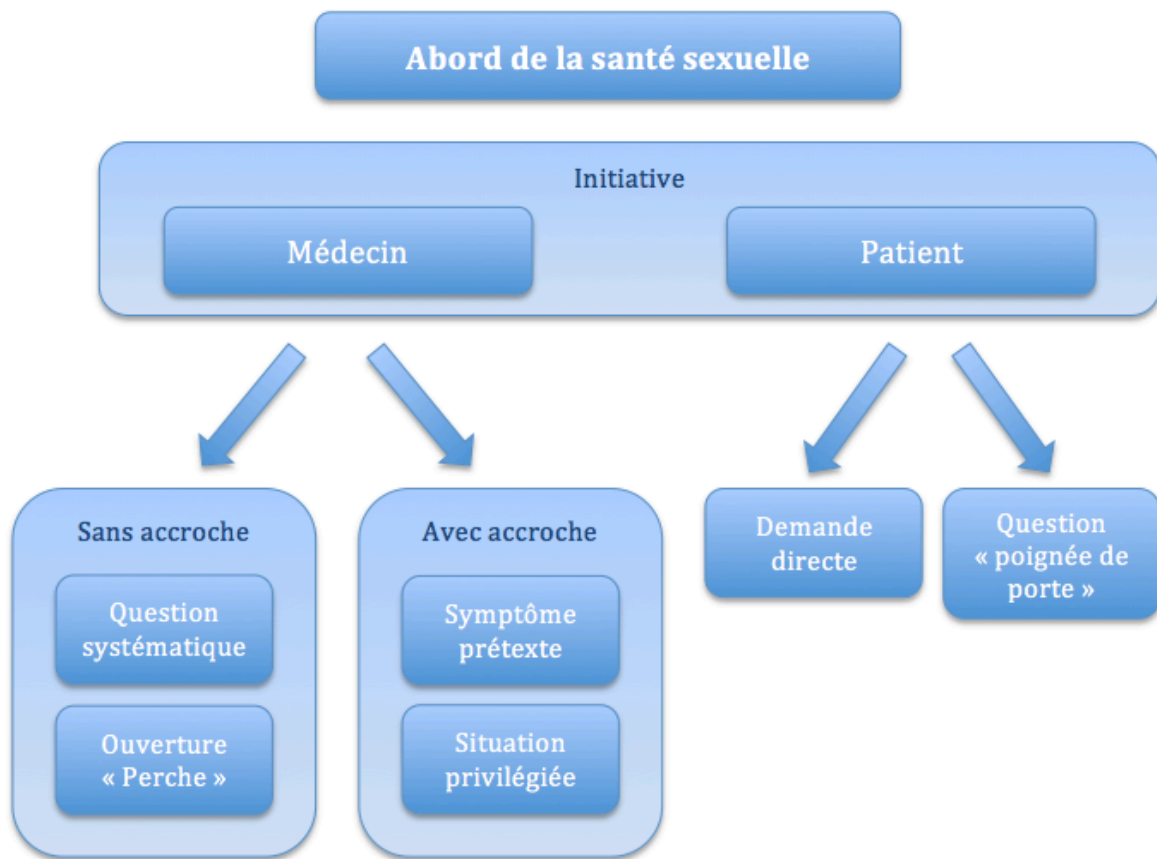 Abord de la santé sexuelle
Initiative
Médecin
Patient
Sans accroche
Question
systématique
Ouverture
« Perche »
Avec accroche
Symptôme
prétexte
Situation
privilégiée
Demande
directe
Question
« poignée de
porte »